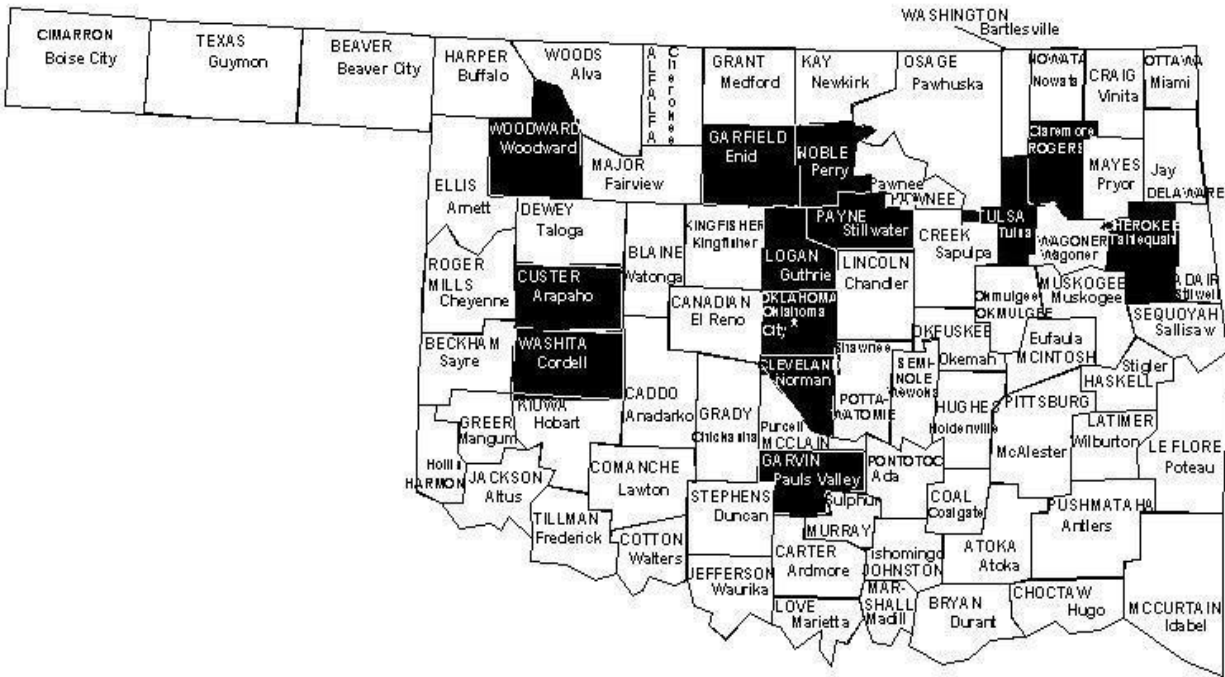 WASHINGTON
Bartlesville
CIMARRON
Boise City
TEXAS
Guymon
BEAVER
Beaver City
HARPER
Buffalo
WOODS
Alva
ALFALFA
Cherokee
GRANT
Medford
KAY
Newkirk
OSAGE
Pawhuska
NOWATA
Nowata
CRAIG
Vinita
OTTAWA
Miami
WOODWARD
Woodward
MAJOR
Fairview
GARFIELD
Enid
NOBLE
Perry
Pawnee
PAWNEE
Claremore
ROGERS
MAYES
Pryor
Jay
DELAWARE
ELLIS
Arnett
DEWEY
Taloga
BLAINE
Watonga
KINGFISHER
Kingfisher
LOGAN
Guthrie
PAYNE
Stillwater
CREEK
Sapulpa
TULSA
Tulsa
WAGONER
Wagoner
CHEROKEE
Tahlequah
ADAIR
Stilwell
ROGER
MILLS
Cheyenne
CUSTER
Arapaho
CANADIAN
El Reno
OKLAHOMA
Oklahoma
City *
LINCOLN
Chandler
Okmulgee
OKMULGEE
MUSKOGEE
Muskogee
SEQUOYAH
Sallisaw
BECKHAM
Sayre
WASHITA
Cordell
CADDO
Anadarko
GRADY
Chickasha
CLEVELAND
Norman
Shawnee
POTTA-
WATOMIE
SEMI-
NOLE
Wewoka
OKFUSKEE
Okemah
Eufaula
MCINTOSH
Stigler
HASKELL
GREER
Mangum
KIOWA
Hobart
Purcell
MCCLAIN
HUGHES
Holdenville
PITTSBURG
McAlester
LATIMER
Wilburton
LE FLORE
Poteau
Hollis
HARMON
JACKSON
Altus
COMANCHE
Lawton
GARVIN
Pauls Valley
PONTOTOC
Ada
TILLMAN
Frederick
COTTON
Walters
STEPHENS
Duncan
Sulphur
MURRAY
COAL
Coalgate
PUSHMATAHA
Antlers
JEFFERSON
Waurika
CARTER
Ardmore
Tishomingo
JOHNSTON
ATOKA
Atoka
LOVE
Marietta
MAR-
SHALL
Madill
BRYAN
Durant
CHOCTAW
Hugo
MCCURTAIN
Idabel